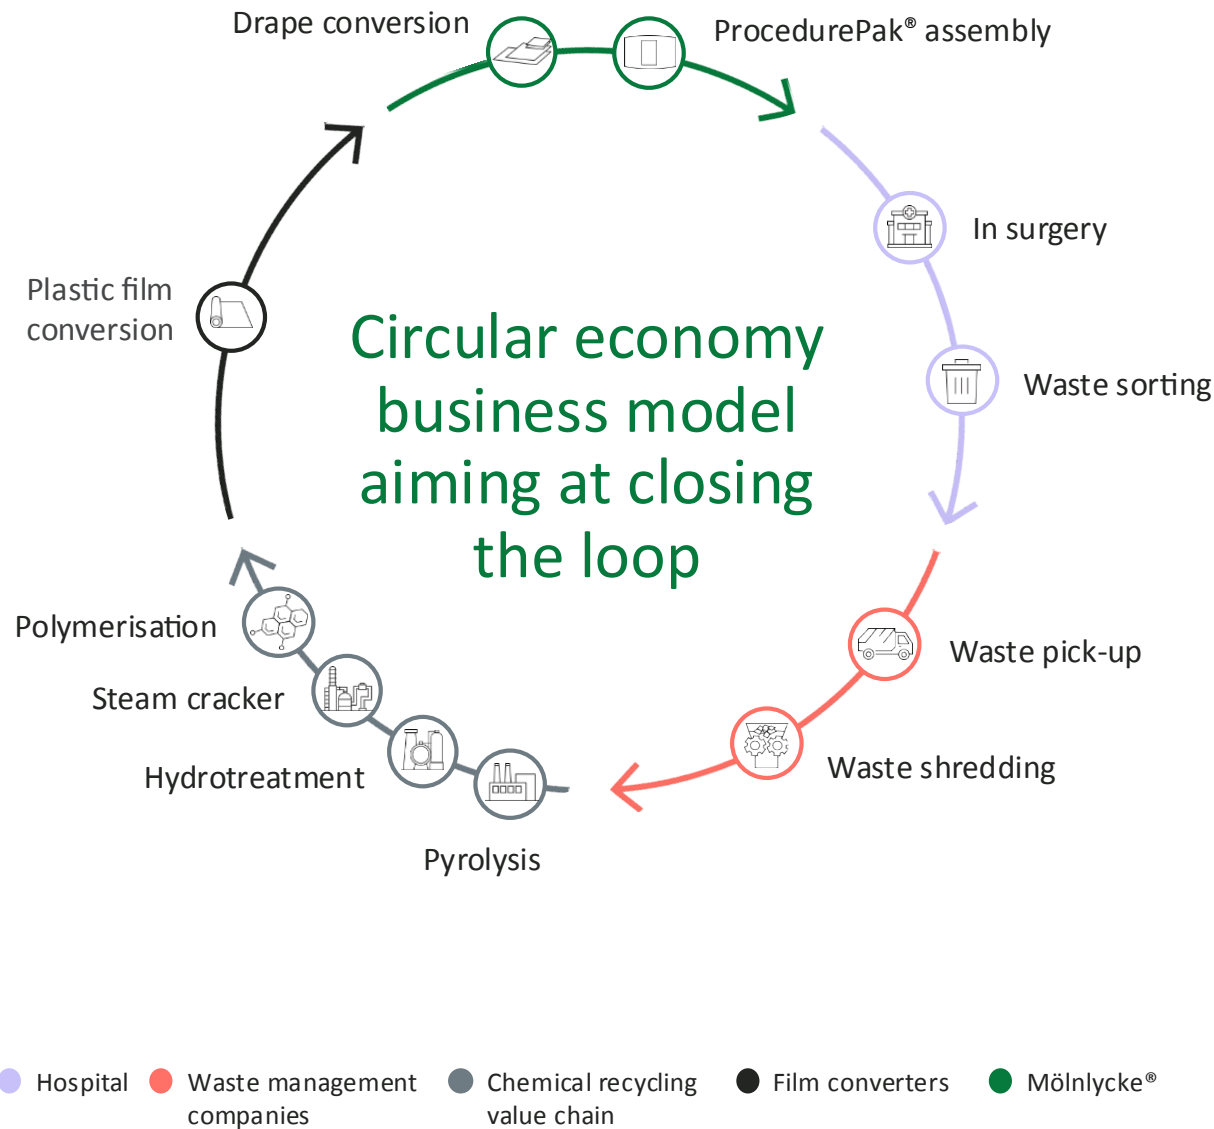 Drape conversion
ProcedurePak® assembly
In surgery
Plastic film
conversion
Circular economy
business model
aiming at closing
the loop
Waste sorting
Polymerisation
Waste pick-up
Steam cracker
Hydrotreatment
Waste shredding
Pyrolysis
Hospital
Waste management
companies
Chemical recycling
value chain
Film converters
Mölnlycke®